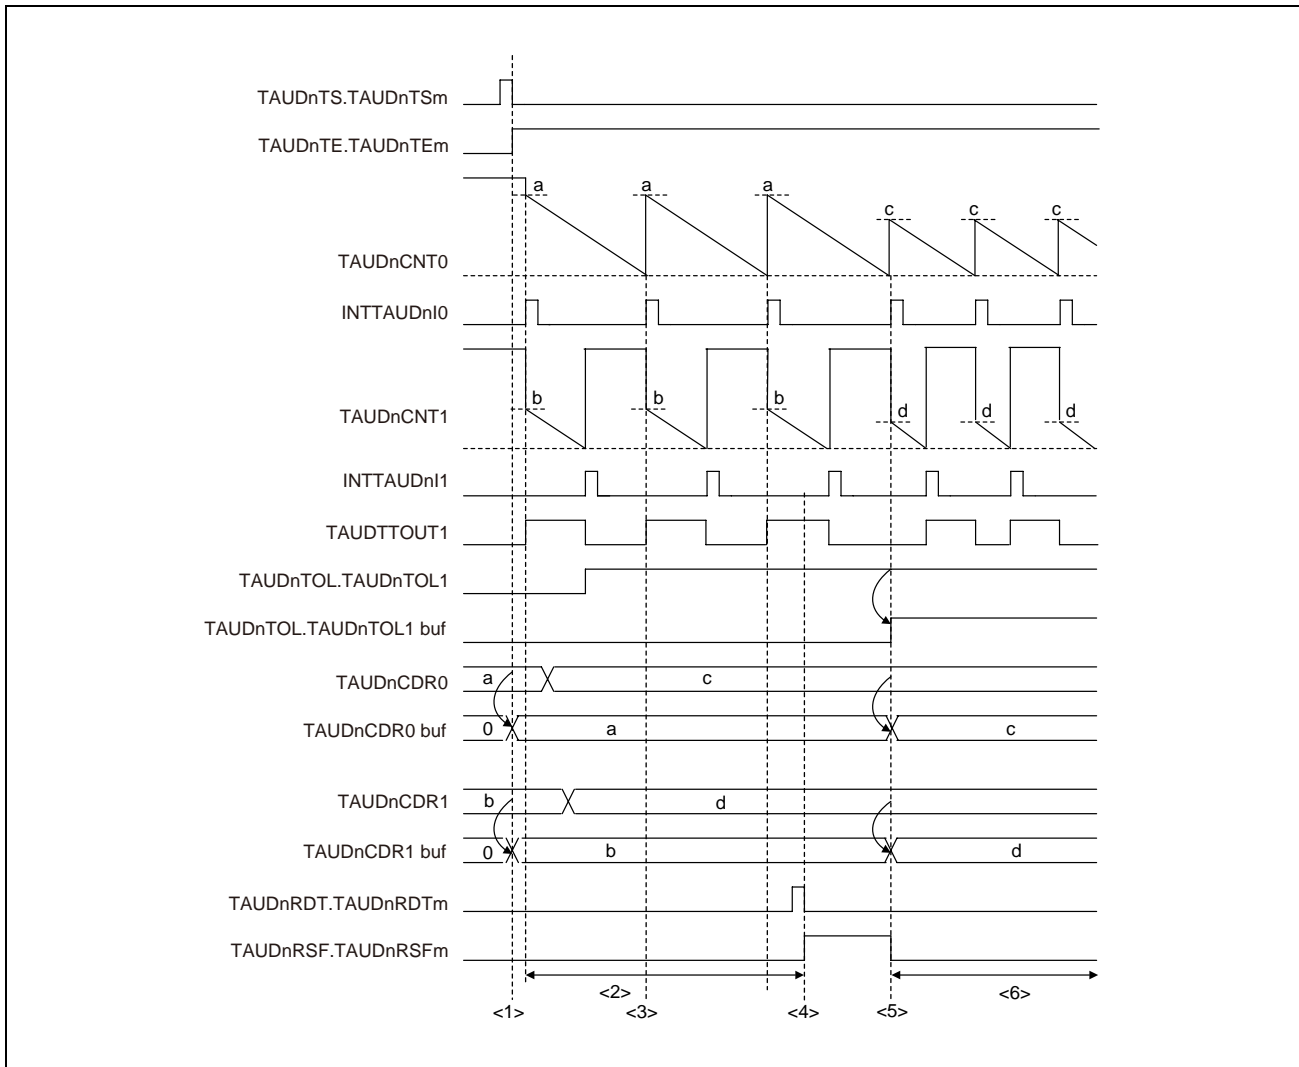 TAUDnTS.TAUDnTSm
TAUDnTE.TAUDnTEm
a a a
c c c
TAUDnCNT0
INTTAUDnI0
b b b
d d d
TAUDnCNT1
INTTAUDnI1
TAUDTTOUT1
TAUDnTOL.TAUDnTOL1
TAUDnTOL.TAUDnTOL1 buf
TAUDnCDR0 a c
TAUDnCDR0 buf 0 a c
TAUDnCDR1 b d
TAUDnCDR1 buf 0 b d
TAUDnRDT.TAUDnRDTm
TAUDnRSF.TAUDnRSFm
<2> <6>
<1> <3> <4> <5>